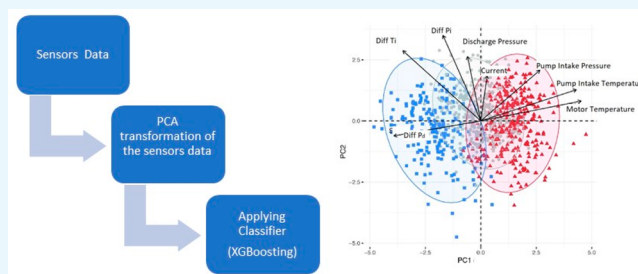 Sensors Data
PCA
transformation of
the sensors data
Applying
Classifier
(XGBoosting)
Diff Pi
Diff Ti
Discharge Pressure
Current
Pump Intake Pressure
Pump Intake Temperatu
Motor Temperature
Diff Pd
5.0
2.5
0.0
-2.5
-5.0
PC2
-5.0
-2.5
0.0
2.5
5.0
PC1